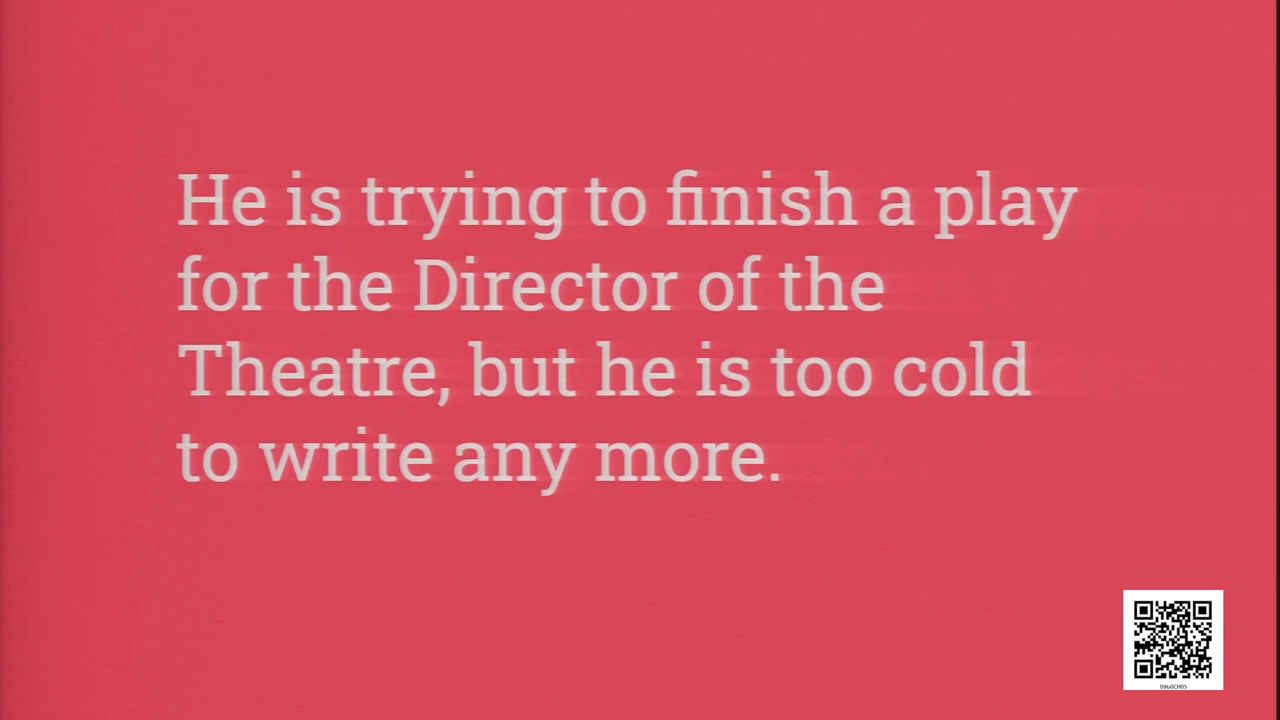 He is trying to finish a play
for the Director of the
Theatre, but he is too cold
to write any more.
0960CH05